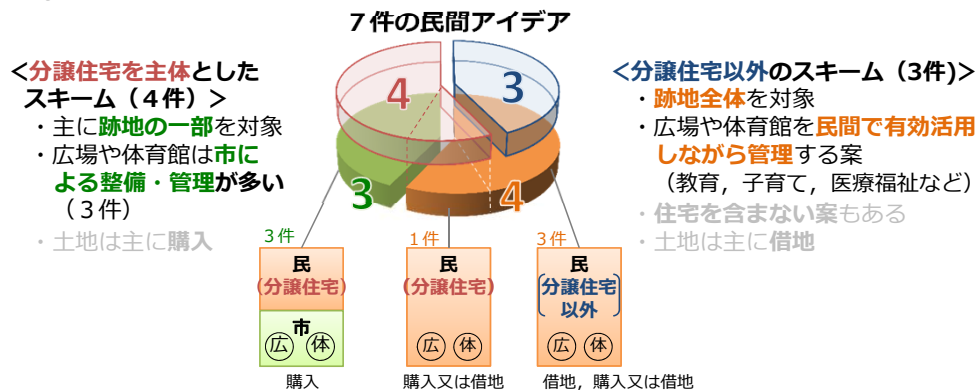 ７件の民間アイデア
<分譲住宅を主体とした
スキーム（４件）>
・主に跡地の一部を対象
・広場や体育館は市に
よる整備・管理が多い
（３件）
・土地は主に購入
4
3
3
4
<分譲住宅以外のスキーム（3件)>
・跡地全体を対象
・広場や体育館を民間で有効活用
しながら管理する案
（教育，子育て，医療福祉など）
・住宅を含まない案もある
・土地は主に借地
３件
民
(分譲住宅)
市
広 体
購入
１件
民
(分譲住宅)
広 体
購入又は借地
３件
民
[分譲住宅
以外]
広 体
借地，購入又は借地